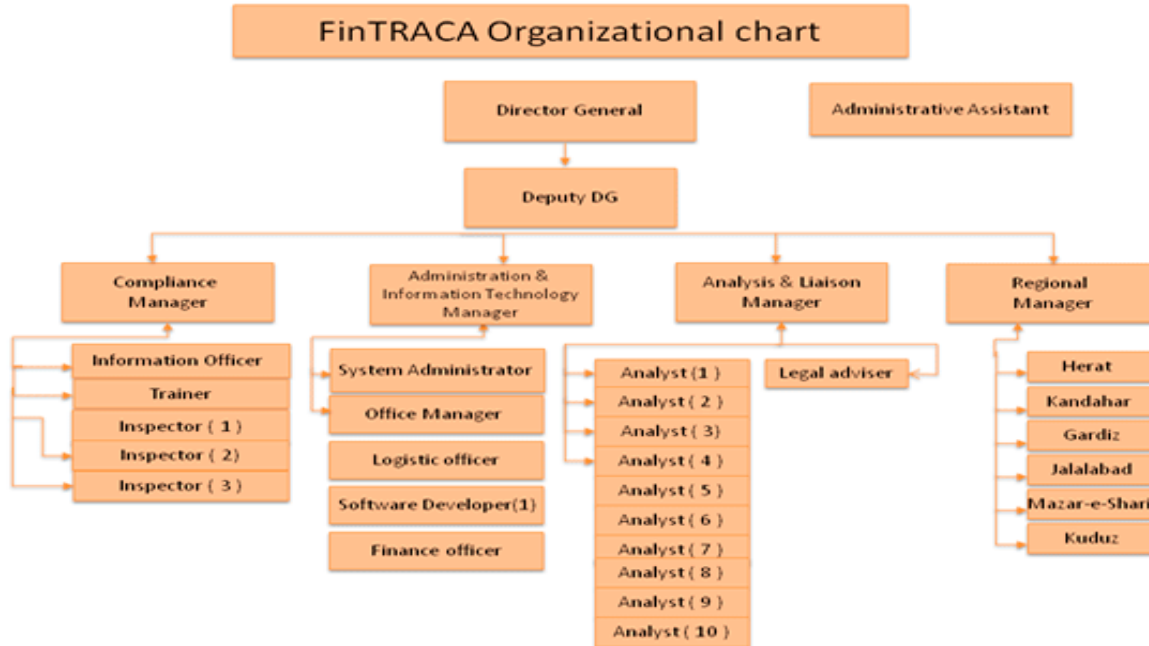 FinTRACA Organizational chart
Director General
Administrative Assistant
Deputy DG
Compliance
Manager
Administration &
Information Technology
Manager
Analysis & Liaison
Manager
Regional
Manager
Information Officer
Trainer
Inspector ( 1 )
Inspector ( 2)
Inspector ( 3 )
System Administrator
Office Manager
Logistic officer
Software Developer(1)
Finance officer
Analyst (1 )
Analyst ( 2 )
Analyst ( 3)
Analyst ( 4 )
Analyst ( 5 )
Analyst ( 6 )
Analyst ( 7 )
Analyst ( 8 )
Analyst ( 9 )
Analyst ( 10 )
Legal adviser
Herat
Kandahar
Gardiz
Jalalabad
Mazar-e-Shari
Kuduz